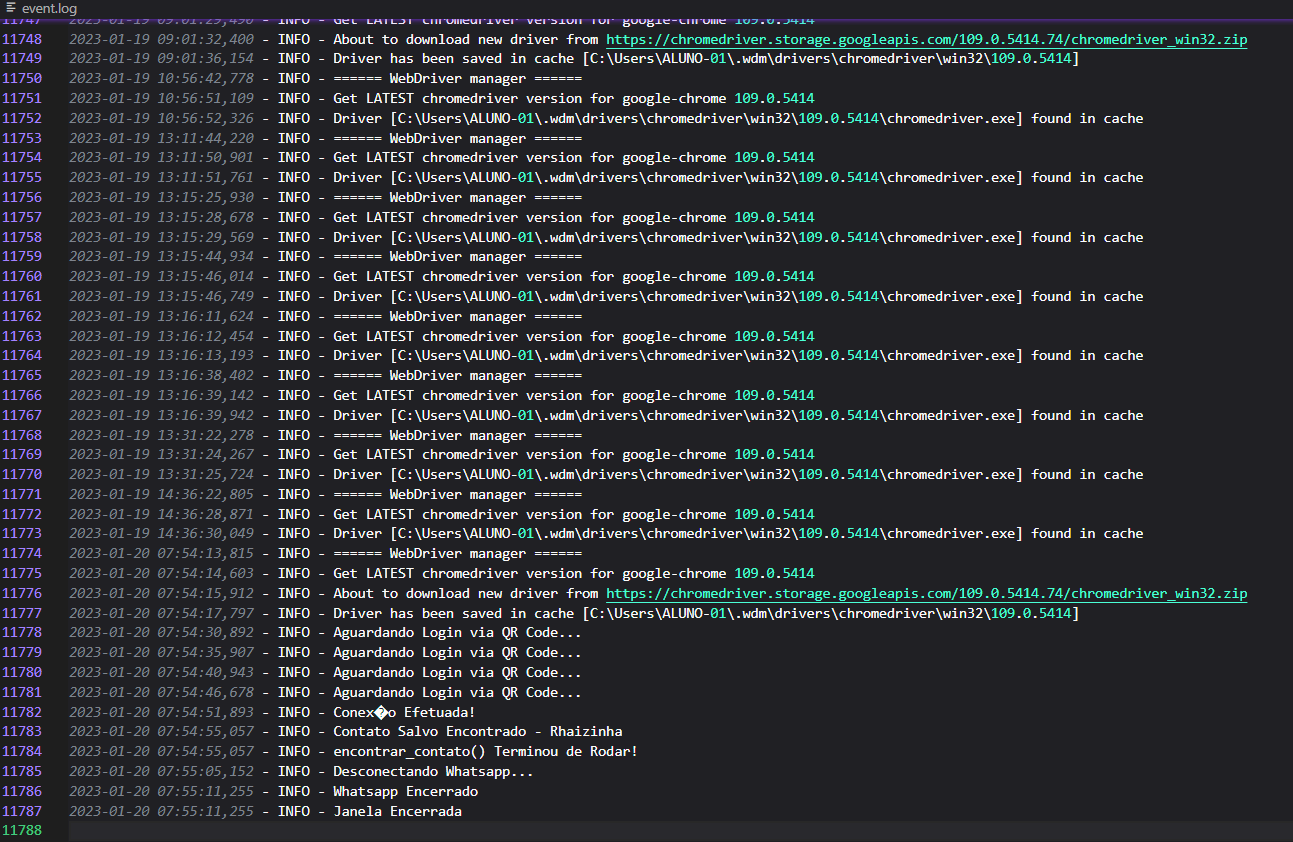 event.log
11747 2023-01-19 09:01:29,490 - INFO - Get LATEST chromedriver version for google-chrome 109.0.5414
11748 2023-01-19 09:01:32,400 - INFO - About to download new driver from https://chromedriver.storage.googleapis.com/109.0.5414.74/chromedriver_win32.zip
11749 2023-01-19 09:01:36,154 - INFO - Driver has been saved in cache [C:\Users\ALUNO-01\.wdm\drivers\chromedriver\win32\109.0.5414]
11750 2023-01-19 10:56:42,778 - INFO - ====== WebDriver manager ======
11751 2023-01-19 10:56:51,109 - INFO - Get LATEST chromedriver version for google-chrome 109.0.5414
11752 2023-01-19 10:56:52,326 - INFO - Driver [C:\Users\ALUNO-01\.wdm\drivers\chromedriver\win32\109.0.5414\chromedriver.exe] found in cache
11753 2023-01-19 13:11:44,220 - INFO - ====== WebDriver manager ======
11754 2023-01-19 13:11:50,901 - INFO - Get LATEST chromedriver version for google-chrome 109.0.5414
11755 2023-01-19 13:11:51,761 - INFO - Driver [C:\Users\ALUNO-01\.wdm\drivers\chromedriver\win32\109.0.5414\chromedriver.exe] found in cache
11756 2023-01-19 13:15:25,930 - INFO - ====== WebDriver manager ======
11757 2023-01-19 13:15:28,678 - INFO - Get LATEST chromedriver version for google-chrome 109.0.5414
11758 2023-01-19 13:15:29,569 - INFO - Driver [C:\Users\ALUNO-01\.wdm\drivers\chromedriver\win32\109.0.5414\chromedriver.exe] found in cache
11759 2023-01-19 13:15:44,934 - INFO - ====== WebDriver manager ======
11760 2023-01-19 13:15:46,014 - INFO - Get LATEST chromedriver version for google-chrome 109.0.5414
11761 2023-01-19 13:15:46,749 - INFO - Driver [C:\Users\ALUNO-01\.wdm\drivers\chromedriver\win32\109.0.5414\chromedriver.exe] found in cache
11762 2023-01-19 13:16:11,624 - INFO - ====== WebDriver manager ======
11763 2023-01-19 13:16:12,454 - INFO - Get LATEST chromedriver version for google-chrome 109.0.5414
11764 2023-01-19 13:16:13,193 - INFO - Driver [C:\Users\ALUNO-01\.wdm\drivers\chromedriver\win32\109.0.5414\chromedriver.exe] found in cache
11765 2023-01-19 13:16:38,402 - INFO - ====== WebDriver manager ======
11766 2023-01-19 13:16:39,142 - INFO - Get LATEST chromedriver version for google-chrome 109.0.5414
11767 2023-01-19 13:16:39,942 - INFO - Driver [C:\Users\ALUNO-01\.wdm\drivers\chromedriver\win32\109.0.5414\chromedriver.exe] found in cache
11768 2023-01-19 13:31:22,278 - INFO - ====== WebDriver manager ======
11769 2023-01-19 13:31:24,267 - INFO - Get LATEST chromedriver version for google-chrome 109.0.5414
11770 2023-01-19 13:31:25,724 - INFO - Driver [C:\Users\ALUNO-01\.wdm\drivers\chromedriver\win32\109.0.5414\chromedriver.exe] found in cache
11771 2023-01-19 14:36:22,805 - INFO - ====== WebDriver manager ======
11772 2023-01-19 14:36:28,871 - INFO - Get LATEST chromedriver version for google-chrome 109.0.5414
11773 2023-01-19 14:36:30,049 - INFO - Driver [C:\Users\ALUNO-01\.wdm\drivers\chromedriver\win32\109.0.5414\chromedriver.exe] found in cache
11774 2023-01-20 07:54:13,815 - INFO - ====== WebDriver manager ======
11775 2023-01-20 07:54:14,603 - INFO - Get LATEST chromedriver version for google-chrome 109.0.5414
11776 2023-01-20 07:54:15,912 - INFO - About to download new driver from https://chromedriver.storage.googleapis.com/109.0.5414.74/chromedriver_win32.zip
11777 2023-01-20 07:54:17,797 - INFO - Driver has been saved in cache [C:\Users\ALUNO-01\.wdm\drivers\chromedriver\win32\109.0.5414]
11778 2023-01-20 07:54:30,892 - INFO - Aguardando Login via QR Code...
11779 2023-01-20 07:54:35,907 - INFO - Aguardando Login via QR Code...
11780 2023-01-20 07:54:40,943 - INFO - Aguardando Login via QR Code...
11781 2023-01-20 07:54:46,678 - INFO - Aguardando Login via QR Code...
11782 2023-01-20 07:54:51,893 - INFO - Conex�o Efetuada!
11783 2023-01-20 07:54:55,057 - INFO - Contato Salvo Encontrado - Rhaizinha
11784 2023-01-20 07:54:55,057 - INFO - encontrar_contato() Terminou de Rodar!
11785 2023-01-20 07:55:05,152 - INFO - Desconectando Whatsapp...
11786 2023-01-20 07:55:11,255 - INFO - Whatsapp Encerrado
11787 2023-01-20 07:55:11,255 - INFO - Janela Encerrada
11788